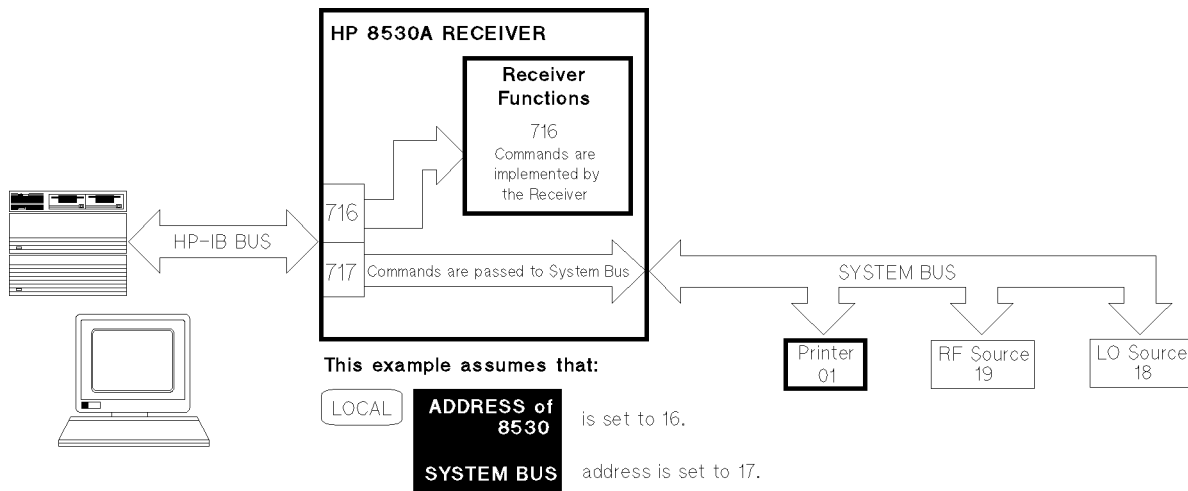 HP 8530A RECEIVER
Receiver
Functions
716
Commands are
implemented by
the Receiver
716
HP-IB BUS
717
Commands are passed to System Bus
SYSTEM BUS
Printer
01
RF Source
19
LO Source
18
This example assumes that:
LOCAL
ADDRESS of
8530
is set to 16.
SYSTEM BUS
address is set to 17.